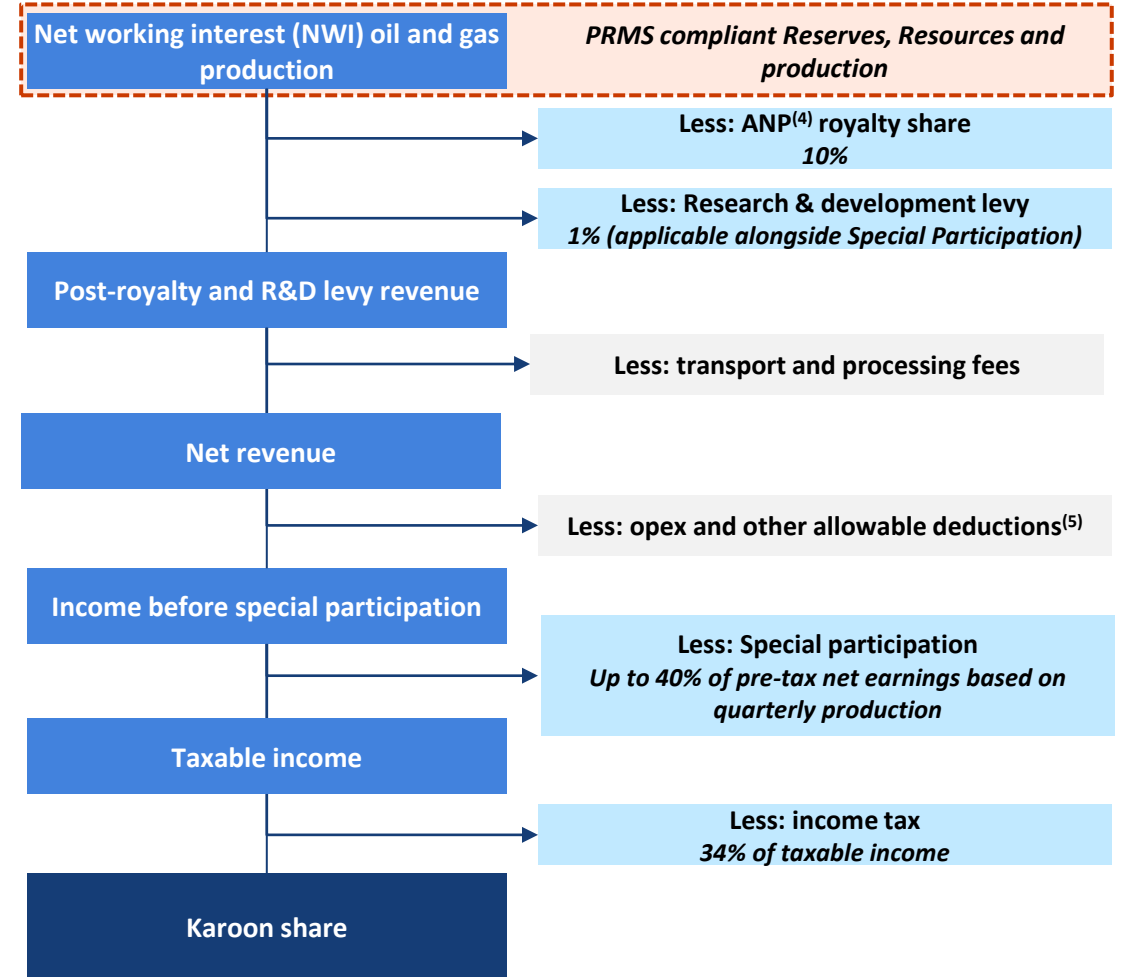 Net working interest (NWI) oil and gas
production
PRMS compliant Reserves, Resources and
production
Less: ANP(4) royalty share
10%
Less: Research & development levy
1% (applicable alongside Special Participation)
Post-royalty and R&D levy revenue
Less: transport and processing fees
Net revenue
Less: opex and other allowable deductions(5)
Income before special participation
Less: Special participation
Up to 40% of pre-tax net earnings based on
quarterly production
Taxable income
Less: income tax
34% of taxable income
Karoon share